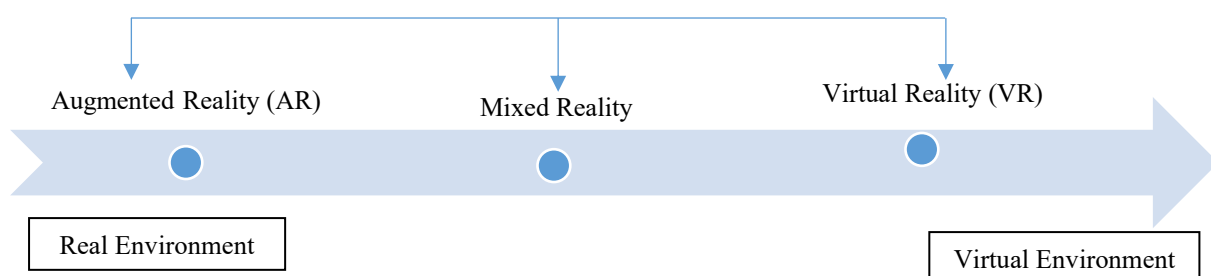 Augmented Reality (AR)
Mixed Reality
Virtual Reality (VR)
Real Environment
Virtual Environment